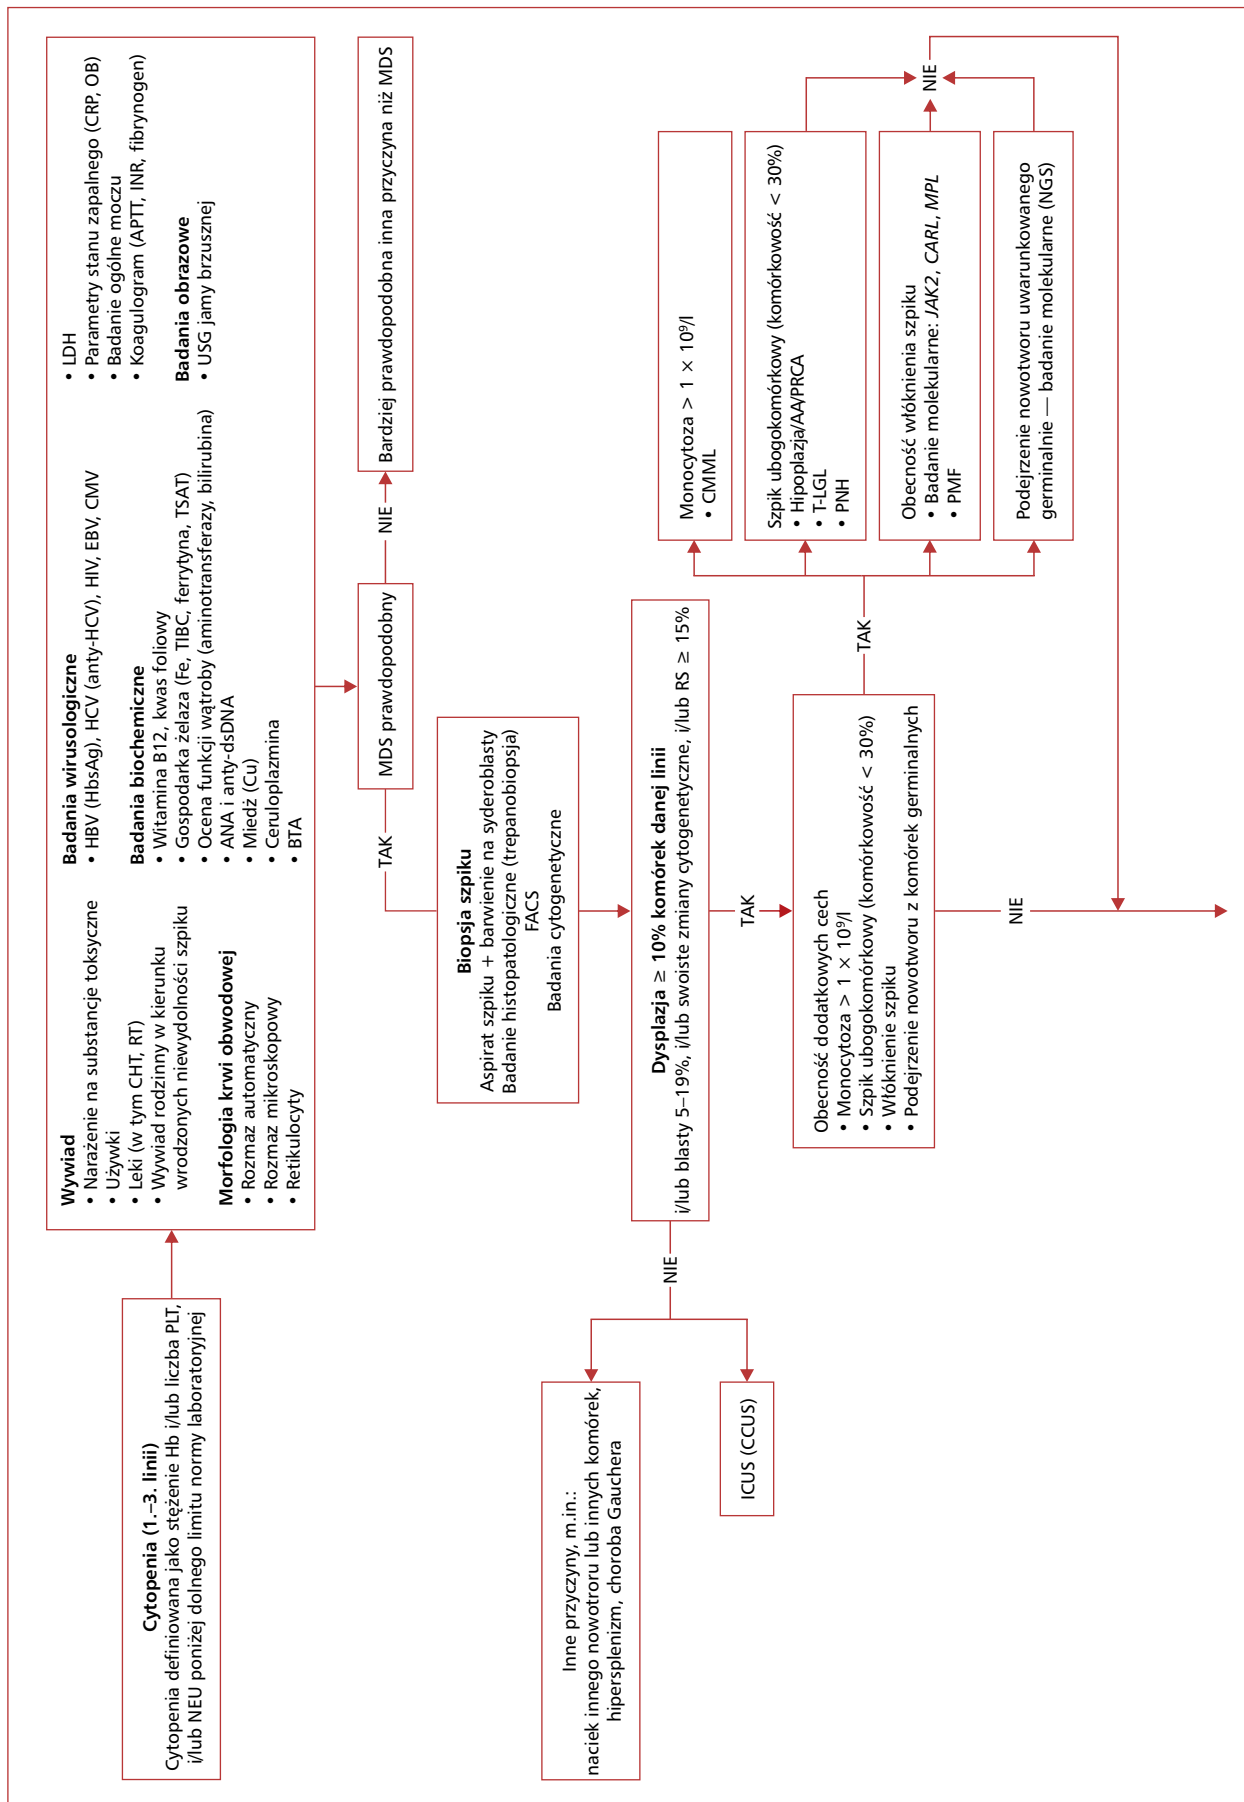 Cytopenia (1.–3. linii)
Cytopenia definiowana jako stężenie Hb i/lub liczba PLT,
i/lub NEU poniżej dolnego limitu normy laboratoryjnej
Wywiad
• Narażenie na substancje toksyczne
• Używki
• Leki (w tym CHT, RT)
• Wywiad rodzinny w kierunku
wrodzonych niewydolności szpiku
Morfologia krwi obwodowej
• Rozmaz automatyczny
• Rozmaz mikroskopowy
• Retikulocyty
Badania wirusologiczne
• HBV (HbsAg), HCV (anty-HCV), HIV, EBV, CMV
Badania biochemiczne
• Witamina B12, kwas foliowy
• Gospodarka żelaza (Fe, TIBC, ferrytyna, TSAT)
• Ocena funkcji wątroby (aminotransferazy, bilirubina)
• ANA i anty-dsDNA
• Miedź (Cu)
• Ceruloplazmina
• BTA
• LDH
• Parametry stanu zapalnego (CRP, OB)
• Badanie ogólne moczu
• Koagulogram (APTT, INR, fibrynogen)
Badania obrazowe
• USG jamy brzusznej
MDS prawdopodobny
NIE
Bardziej prawdopodobna inna przyczyna niż MDS
TAK
Biopsja szpiku
Aspirat szpiku + barwienie na syderoblasty
Badanie histopatologiczne (trepanobiopsja)
FACS
Badania cytogenetyczne
Dysplazja ≥ 10% komórek danej linii
i/lub blasty 5–19%, i/lub swoiste zmiany cytogenetyczne, i/lub RS ≥ 15%
NIE
Inne przyczyny, m.in.:
naciek innego nowotroru lub innych komórek,
hipersplenizm, choroba Gauchera
ICUS (CCUS)
TAK
Obecność dodatkowych cech
• Monocytoza > 1 × 10⁹/l
• Szpik ubogokomórkowy (komórkowość < 30%)
• Włóknienie szpiku
• Podejrzenie nowotworu z komórek germinalnych
TAK
Monocytoza > 1 × 10⁹/l
• CMML
Szpik ubogokomórkowy (komórkowość < 30%)
• Hipoplazja/AA/PRCA
• T-LGL
• PNH
Obecność włóknienia szpiku
• Badanie molekularne: JAK2, CARL, MPL
• PMF
Podejrzenie nowotworu uwarunkowanego
germinalnie — badanie molekularne (NGS)
NIE
NIE